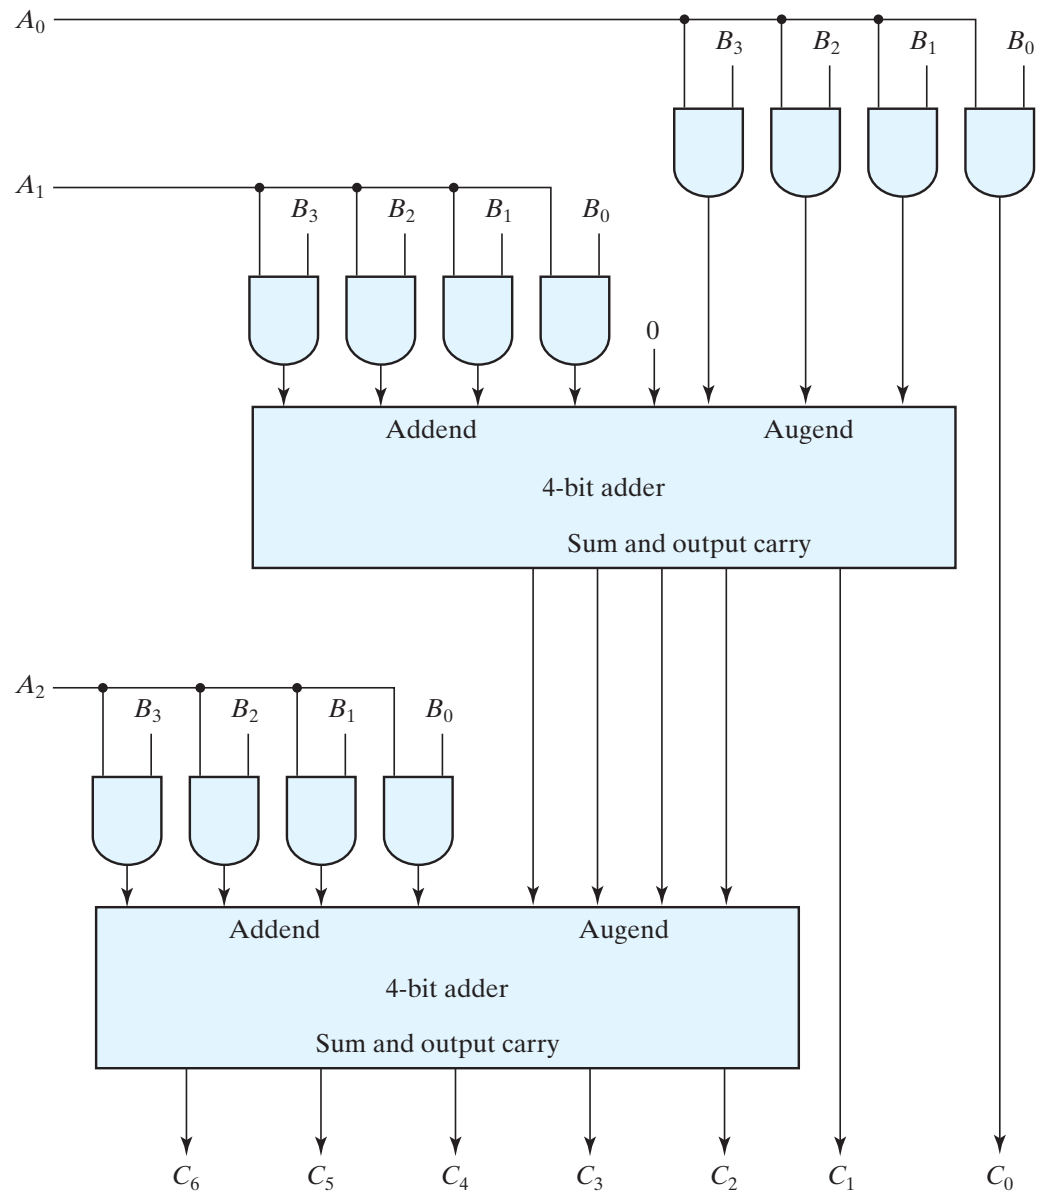 A₀
B₃ B₂ B₁ B₀
A₁
B₃ B₂ B₁ B₀
0
Addend Augend
4-bit adder
Sum and output carry
A₂
B₃ B₂ B₁ B₀
Addend Augend
4-bit adder
Sum and output carry
C₆ C₅ C₄ C₃ C₂ C₁ C₀